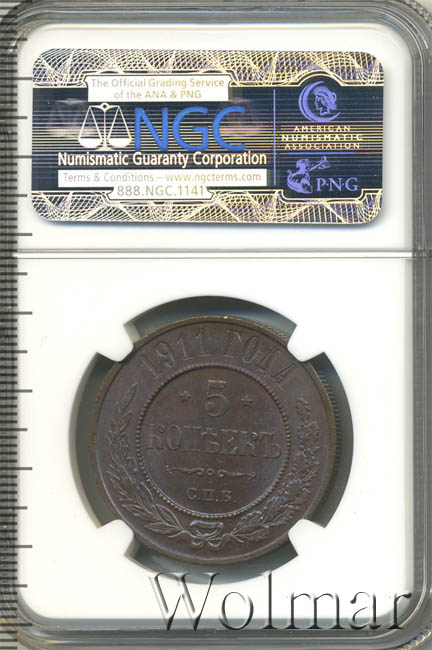 The Official Grading Service
of the ANA & PNG
NGC
Numismatic Guaranty Corporation
Terms & Conditions – www.ngcterms.com
888.NGC.1141
AMERICAN
NUMISMATIC
ASSOCIATION
P·N·G
1911 ГОДА
★ 5 ★
КОПѢЕКЪ
С.П.Б.
Wolmar